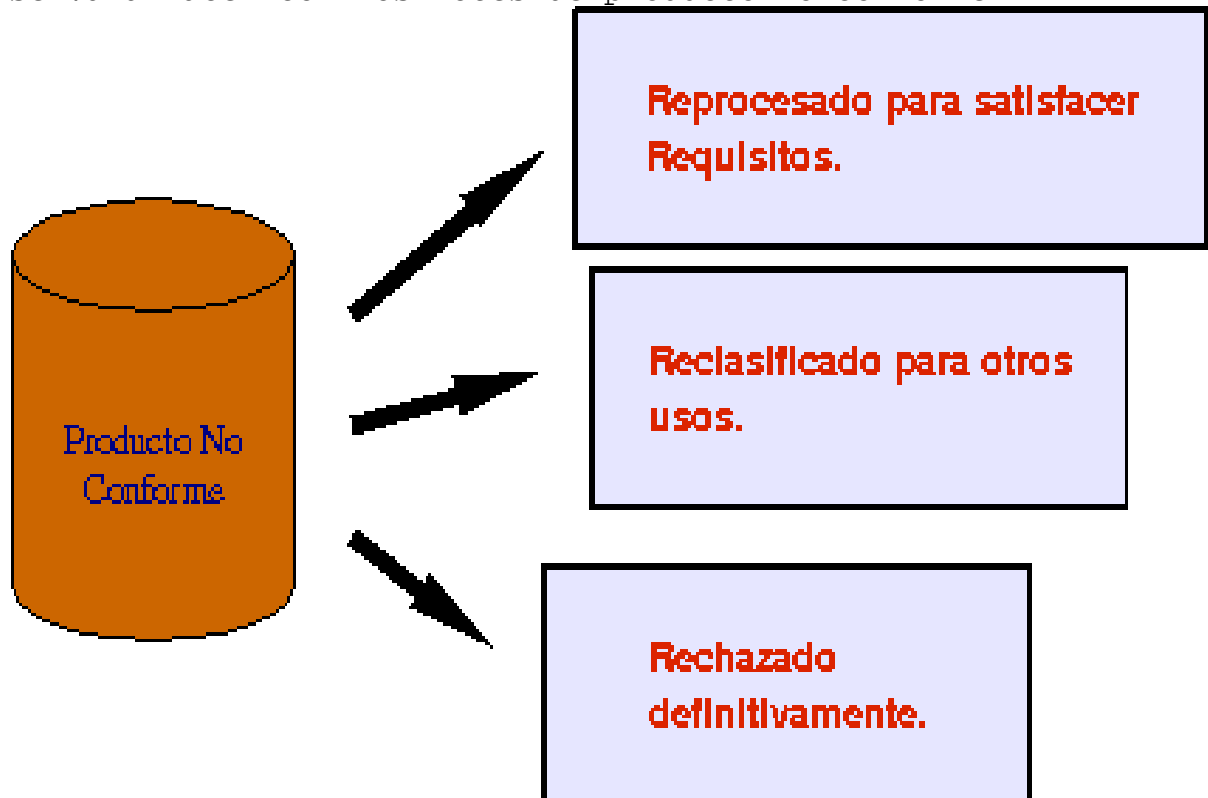 Producto No
Conforme
Reprocesado para satisfacer
Requisitos.
Reclasificado para otros
usos.
Rechazado
definitivamente.